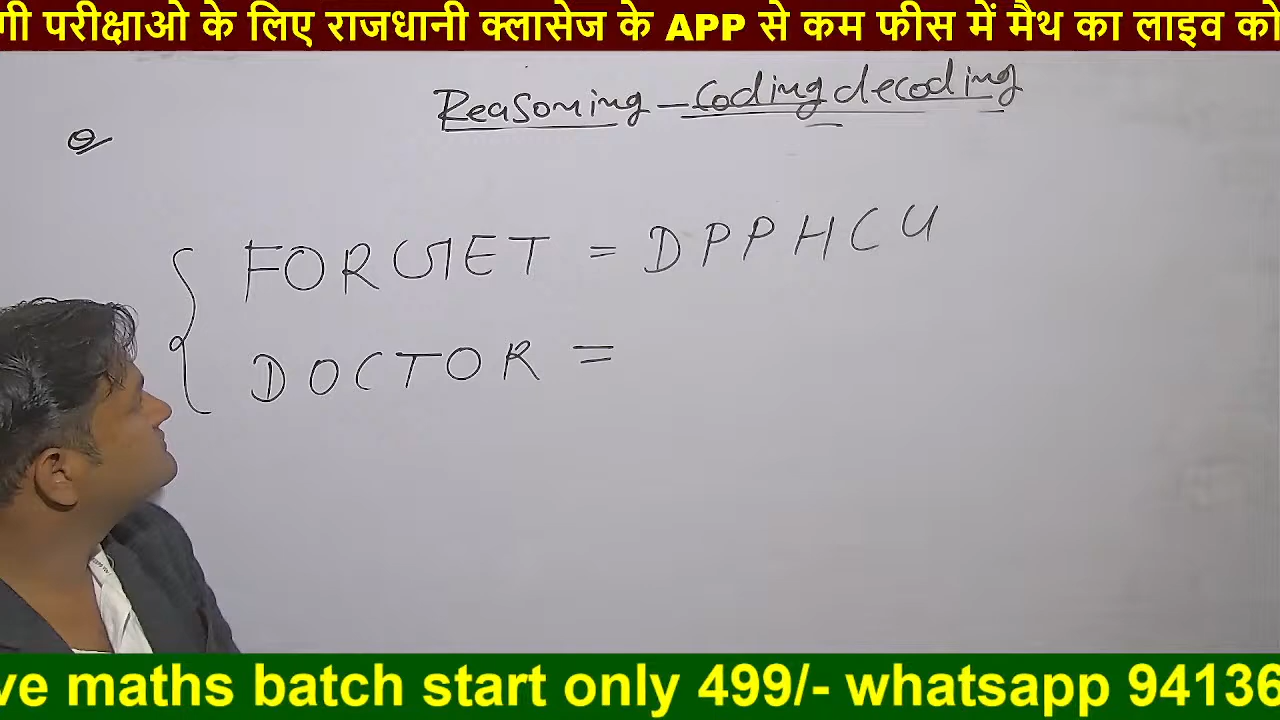 गी परीक्षाओ के लिए राजधानी क्लासेज के APP से कम फीस में मैथ का लाइव को
Reasoning - Coding decoding
Q
FORGET = DPPHCU
DOCTOR =
ve maths batch start only 499/- whatsapp 94136